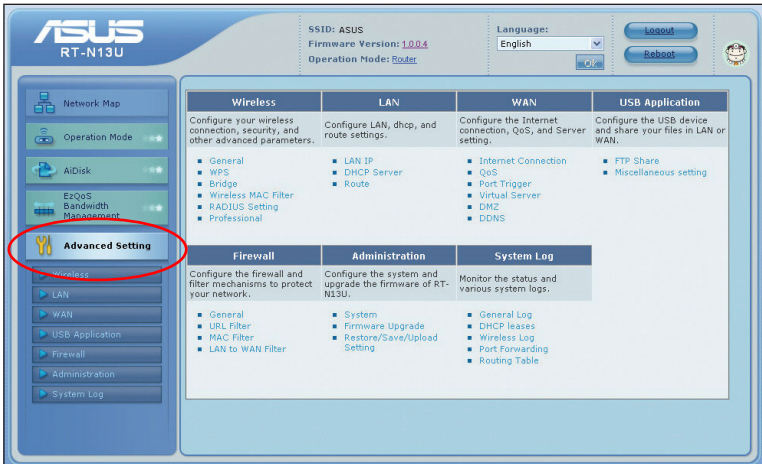 ASUS
RT-N13U
SSID: ASUS
Firmware Version: 1.0.0.4
Operation Mode: Router
Language:
English
Logout
Reboot
Network Map
Operation Mode
AiDisk
EzQoS
Bandwidth
Management
Advanced Setting
Wireless
LAN
WAN
USB Application
Firewall
Administration
System Log
Wireless
Configure your wireless
connection, security, and
other advanced parameters.
General
WPS
Bridge
Wireless MAC Filter
RADIUS Setting
Professional
LAN
Configure LAN, dhcp, and
route settings.
LAN IP
DHCP Server
Route
WAN
Configure the Internet
connection, QoS, and Server
setting.
Internet Connection
QoS
Port Trigger
Virtual Server
DMZ
DDNS
USB Application
Configure the USB device
and share your files in LAN or
WAN.
FTP Share
Miscellaneous setting
Firewall
Configure the firewall and
filter mechanisms to protect
your network.
General
URL Filter
MAC Filter
LAN to WAN Filter
Administration
Configure the system and
upgrade the firmware of RT-
N13U.
System
Firmware Upgrade
Restore/Save/Upload
Setting
System Log
Monitor the status and
various system logs.
General Log
DHCP leases
Wireless Log
Port Forwarding
Routing Table